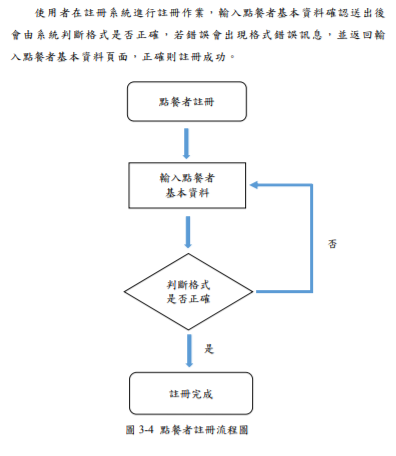 使用者在註冊系統進行註冊作業，輸入點餐者基本資料確認送出後
會由系統判斷格式是否正確，若錯誤會出現格式錯誤訊息，並返回輸
入點餐者基本資料頁面，正確則註冊成功。
點餐者註冊
輸入點餐者
基本資料
否
判斷格式
是否正確
是
註冊完成
圖 3-4 點餐者註冊流程圖